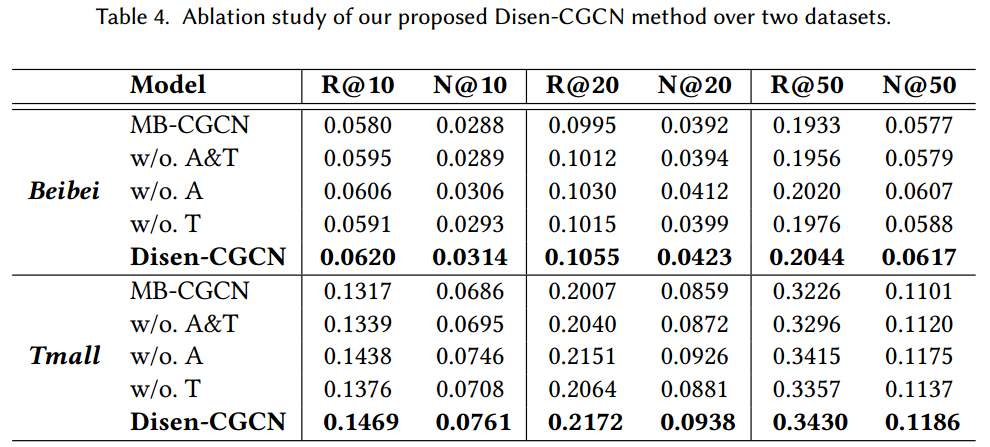 Table 4. Ablation study of our proposed Disen-CGCN method over two datasets.
Model R@10 N@10 R@20 N@20 R@50 N@50
MB-CGCN 0.0580 0.0288 0.0995 0.0392 0.1933 0.0577
w/o. A&T 0.0595 0.0289 0.1012 0.0394 0.1956 0.0579
Beibei w/o. A 0.0606 0.0306 0.1030 0.0412 0.2020 0.0607
w/o. T 0.0591 0.0293 0.1015 0.0399 0.1976 0.0588
Disen-CGCN 0.0620 0.0314 0.1055 0.0423 0.2044 0.0617
MB-CGCN 0.1317 0.0686 0.2007 0.0859 0.3226 0.1101
w/o. A&T 0.1339 0.0695 0.2040 0.0872 0.3296 0.1120
Tmall w/o. A 0.1438 0.0746 0.2151 0.0926 0.3415 0.1175
w/o. T 0.1376 0.0708 0.2064 0.0881 0.3357 0.1137
Disen-CGCN 0.1469 0.0761 0.2172 0.0938 0.3430 0.1186